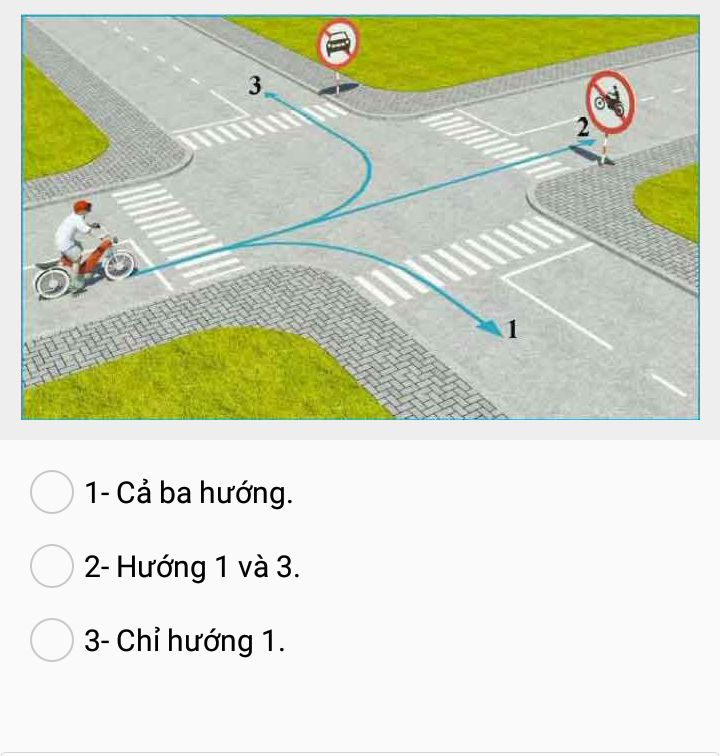 3
2
1
1- Cả ba hướng.
2- Hướng 1 và 3.
3- Chỉ hướng 1.